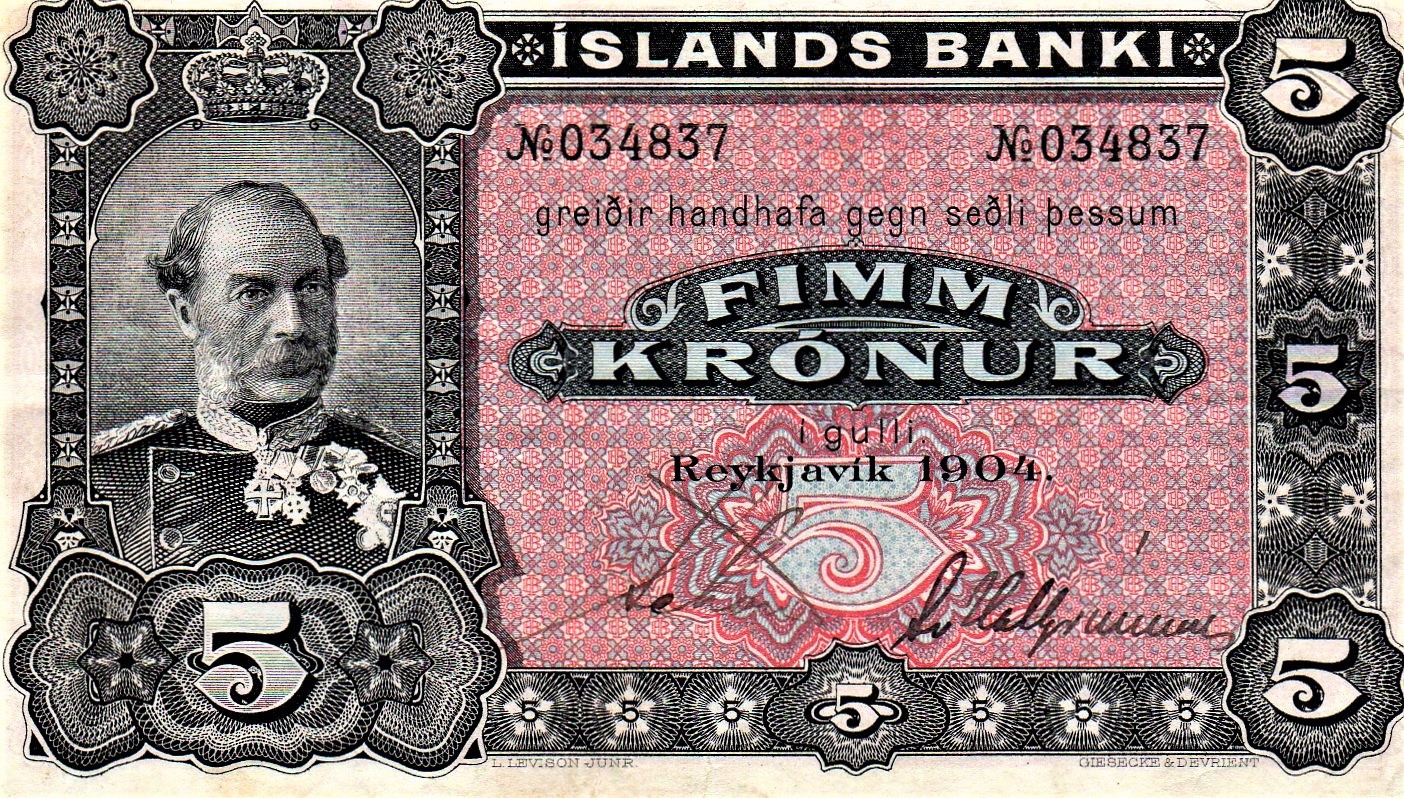 ÍSLANDS BANKI
5
№034837 №034837
greiðir handhafa gegn seðli þessum
FIMM
KRÓNUR
5
í gulli
Reykjavík 1904.
5
5 5
5 5 5 5 5 5 5
L. LEVISON JUNR. GIESECKE & DEVRIENT